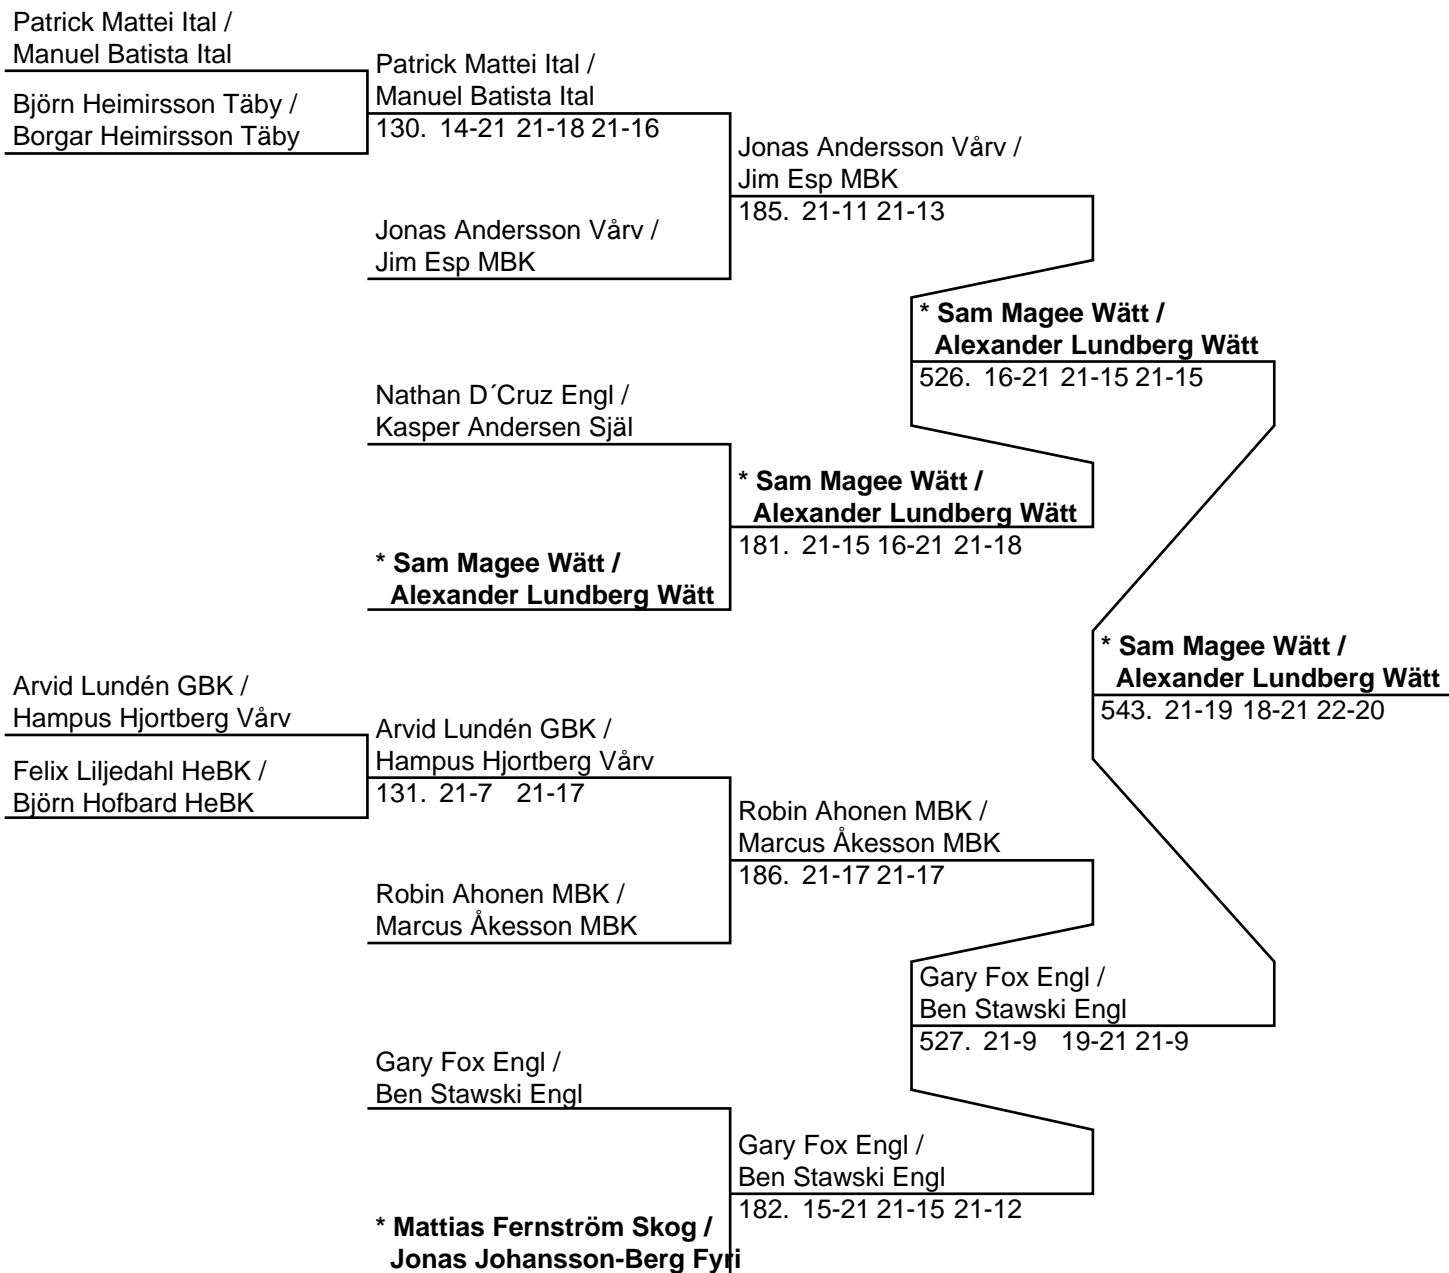 Patrick Mattei Ital /
Manuel Batista Ital
Björn Heimirsson Täby /
Borgar Heimirsson Täby
Patrick Mattei Ital /
Manuel Batista Ital
130. 14-21 21-18 21-16
Jonas Andersson Vårv /
Jim Esp MBK
Jonas Andersson Vårv /
Jim Esp MBK
185. 21-11 21-13
Nathan D´Cruz Engl /
Kasper Andersen Själ
* Sam Magee Wätt /
Alexander Lundberg Wätt
* Sam Magee Wätt /
Alexander Lundberg Wätt
181. 21-15 16-21 21-18
* Sam Magee Wätt /
Alexander Lundberg Wätt
526. 16-21 21-15 21-15
Arvid Lundén GBK /
Hampus Hjortberg Vårv
Felix Liljedahl HeBK /
Björn Hofbard HeBK
Arvid Lundén GBK /
Hampus Hjortberg Vårv
131. 21-7 21-17
Robin Ahonen MBK /
Marcus Åkesson MBK
Robin Ahonen MBK /
Marcus Åkesson MBK
186. 21-17 21-17
Gary Fox Engl /
Ben Stawski Engl
* Mattias Fernström Skog /
Jonas Johansson-Berg Fyri
Gary Fox Engl /
Ben Stawski Engl
182. 15-21 21-15 21-12
Gary Fox Engl /
Ben Stawski Engl
527. 21-9 19-21 21-9
* Sam Magee Wätt /
Alexander Lundberg Wätt
543. 21-19 18-21 22-20